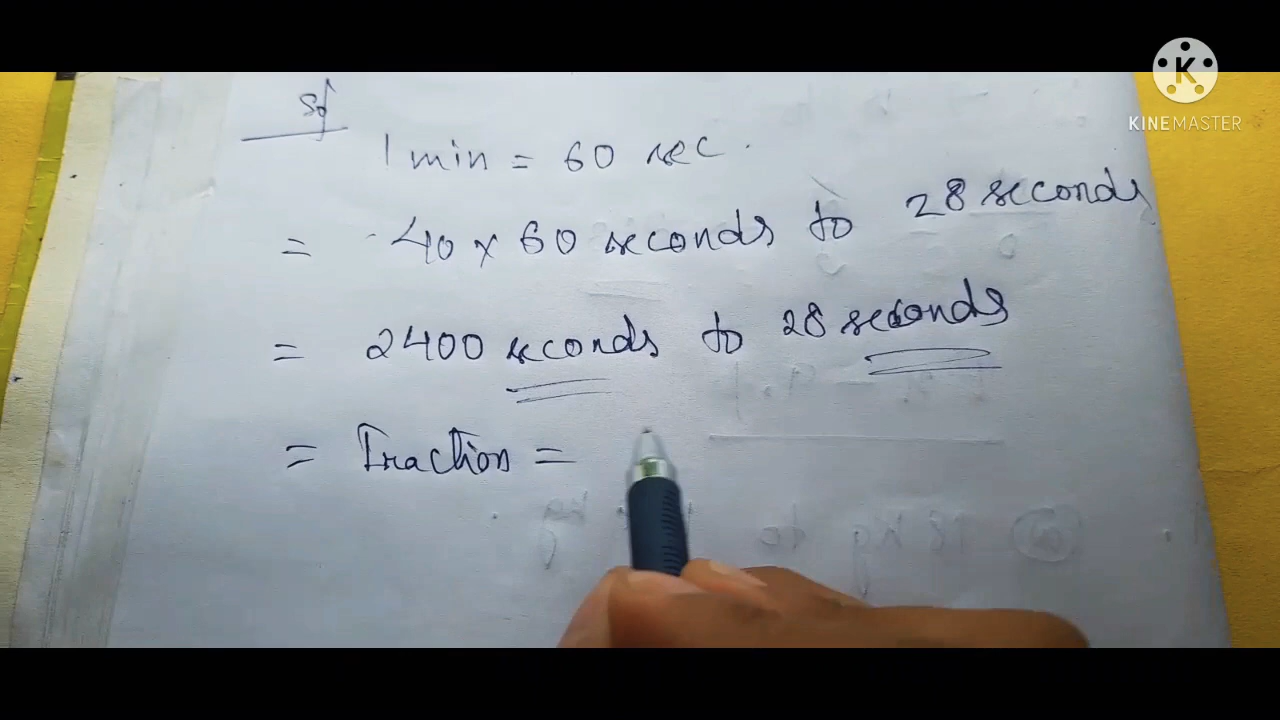 Sol
1 min = 60 sec.
= 40 × 60 seconds to 28 seconds
= 2400 seconds to 28 seconds
= Fraction =
K
KINEMASTER